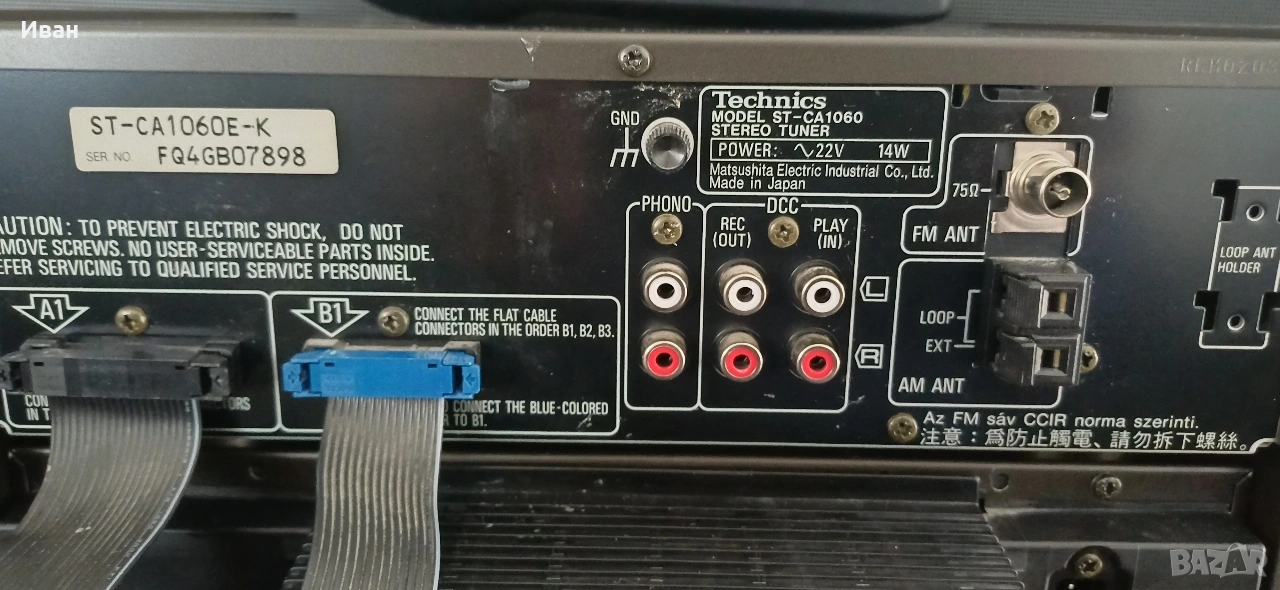 Иван
ST-CA1060E-K
SER. NO. FQ4GB07898
GND
Technics
MODEL ST-CA1060
STEREO TUNER
POWER: ∿22V 14W
Matsushita Electric Industrial Co., Ltd.
Made in Japan
75Ω
FM ANT
PHONO
DCC
REC (OUT)
PLAY (IN)
L
R
LOOP
EXT
AM ANT
LOOP ANT
HOLDER
AUTION: TO PREVENT ELECTRIC SHOCK, DO NOT
MOVE SCREWS. NO USER-SERVICEABLE PARTS INSIDE.
EFER SERVICING TO QUALIFIED SERVICE PERSONNEL.
A1
B1
CONNECT THE FLAT CABLE
CONNECTORS IN THE ORDER B1, B2, B3.
IN T
CONNECT THE BLUE-COLORED
TO B1.
Az FM sáv CCIR norma szerinti.
注意：爲防止觸電、請勿拆下螺絲。
BAZAR